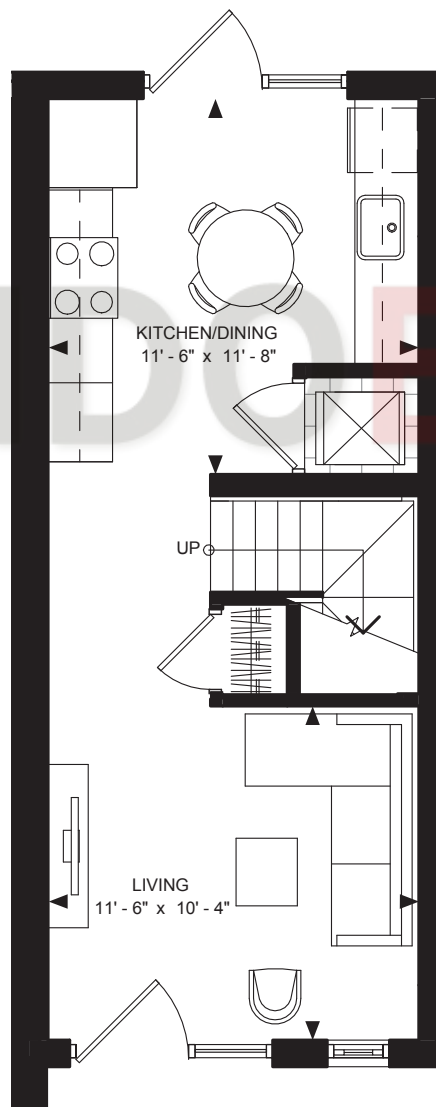 KITCHEN/DINING
11' - 6" x 11' - 8"
UP
LIVING
11' - 6" x 10' - 4"